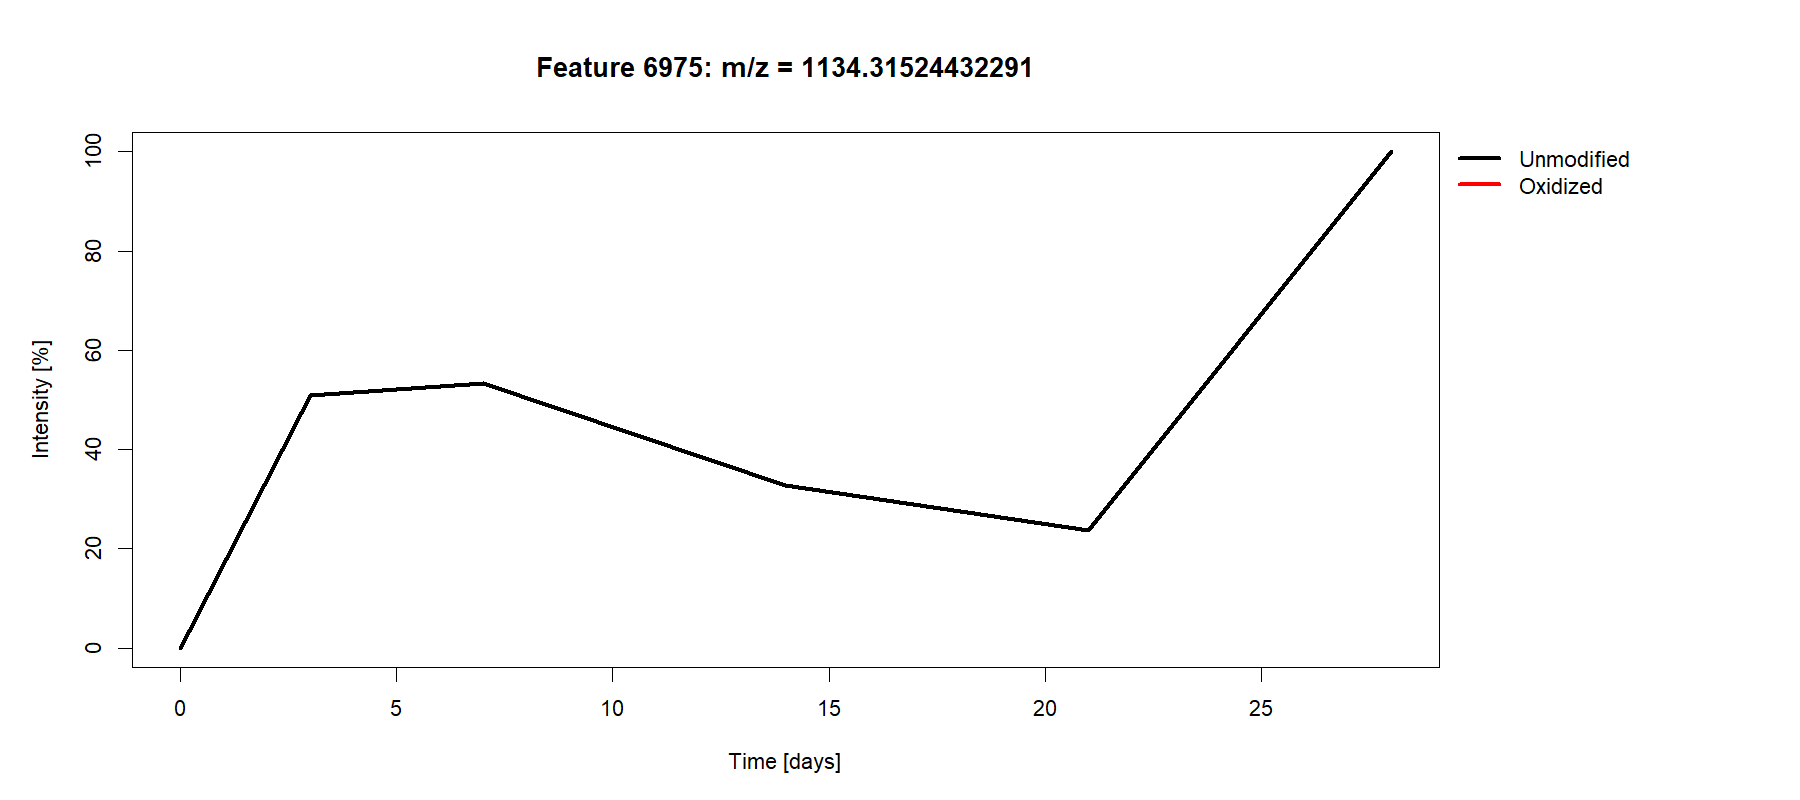 Feature 6975: m/z = 1134.31524432291
Unmodified
Oxidized
Intensity [%]
100
80
60
40
20
0
0 5 10 15 20 25
Time [days]